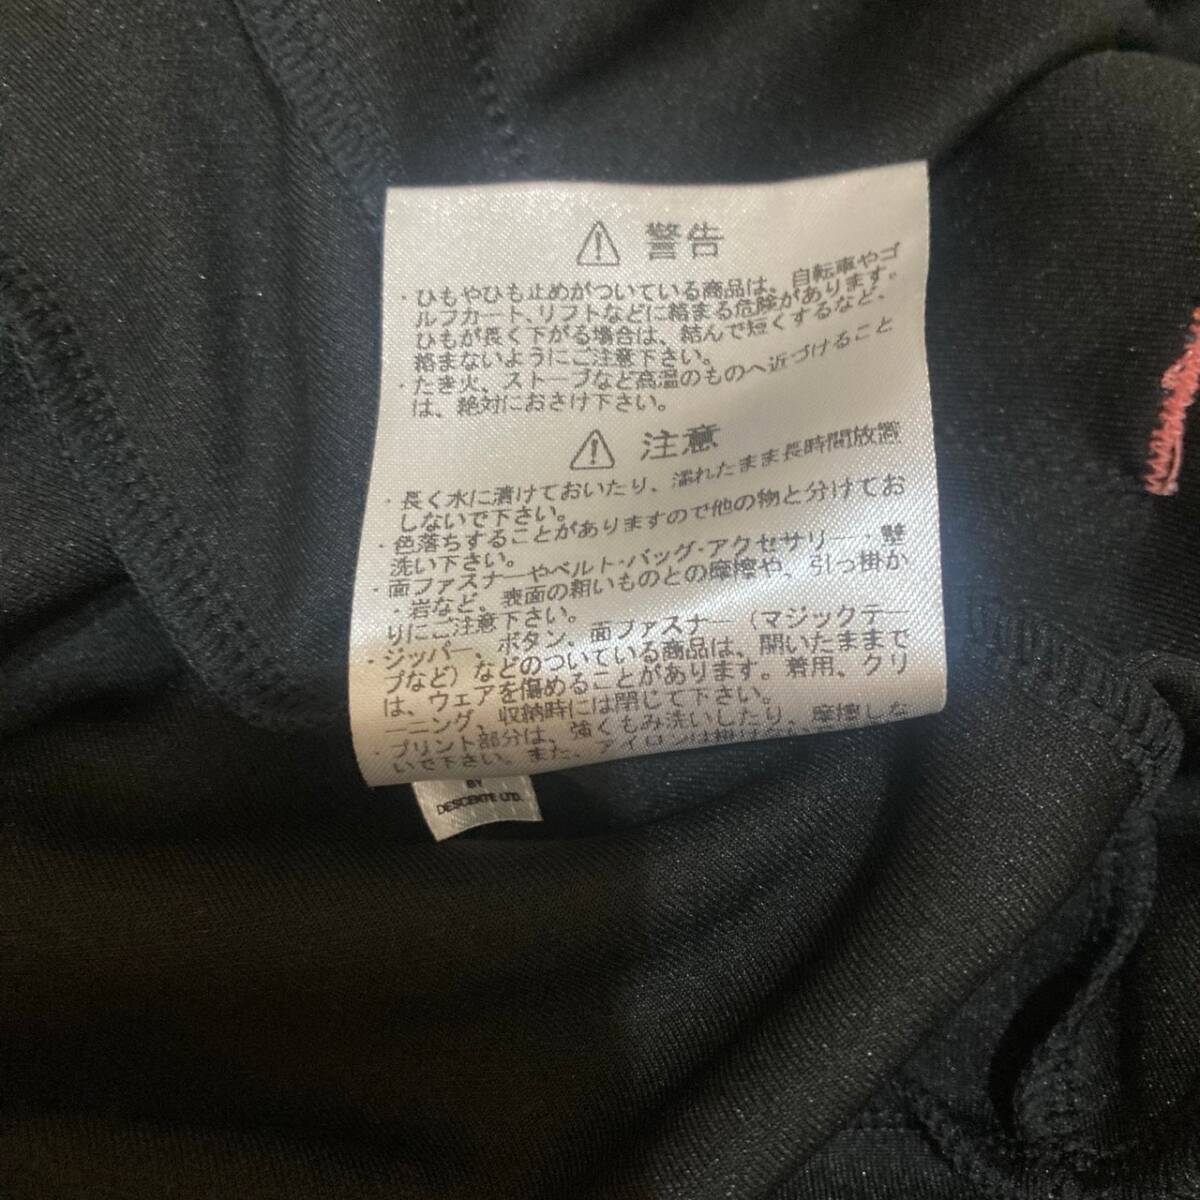 ⚠ 警告
・ひもやひも止めがついている商品は、自転車やゴ
ルフカート、リフトなどに絡まる危険があります。
ひもが長く下がる場合は、結んで短くするなど、
絡まないようにご注意下さい。
・たき火、ストーブなど高温のものへ近づけること
は、絶対におさけ下さい。
⚠ 注意
・長く水に漬けておいたり、濡れたまま長時間放置
しないで下さい。
・色落ちすることがありますので他の物と分けてお
洗い下さい。
・面ファスナーやベルト・バッグ・アクセサリー・壁
・岩など、表面の粗いものとの摩擦や、引っ掛か
りにご注意下さい。
・ジッパー、ボタン、面ファスナー（マジックテー
プなど）などのついている商品は、開いたままで
は、ウェアを傷めることがあります。着用、クリ
ーニング、収納時には閉じて下さい。
・プリント部分は、強くもみ洗いしたり、摩擦しな
いで下さい。また、アイロンは掛けない
BY
DESCENTE LTD.